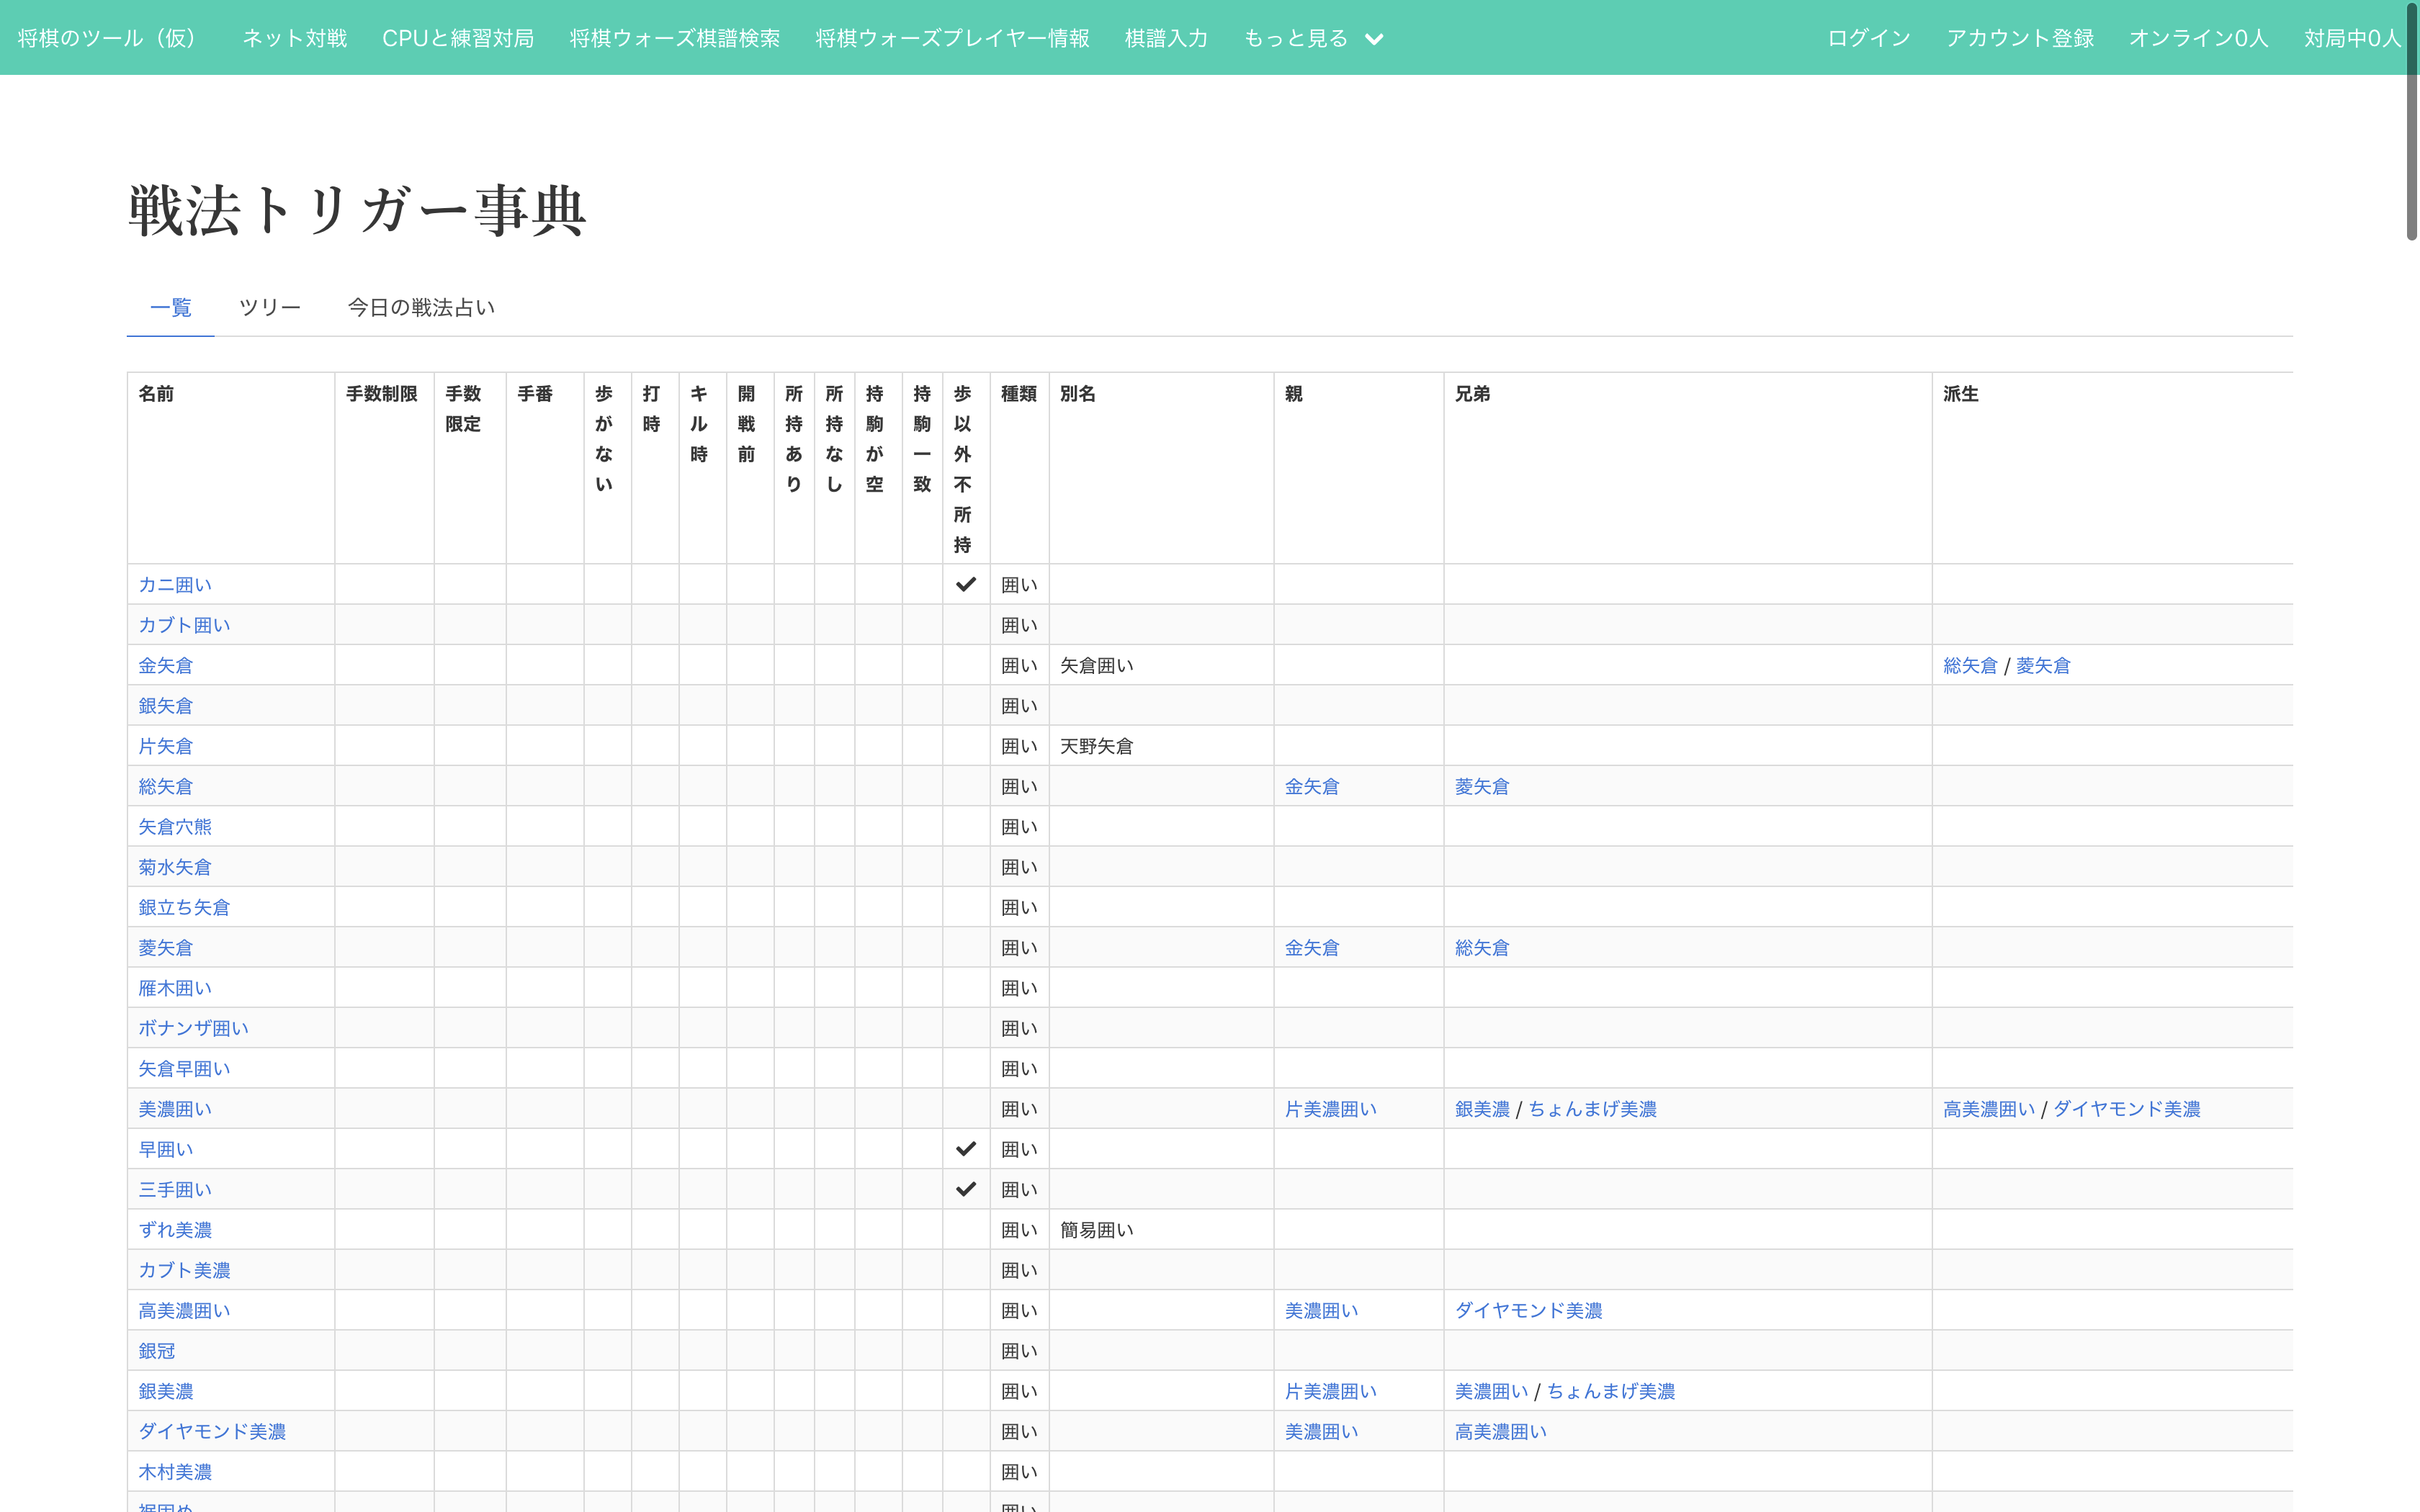 将棋のツール（仮） ネット対戦 CPUと練習対局 将棋ウォーズ棋譜検索 将棋ウォーズプレイヤー情報 棋譜入力 もっと見る ログイン アカウント登録 オンライン0人 対局中0人
戦法トリガー事典
一覧 ツリー 今日の戦法占い
名前 手数制限 手数限定 手番 歩がない 打時 キル時 開戦前 所持あり 所持なし 持駒が空 持駒一致 歩以外不所持 種類 別名 親 兄弟 派生
カニ囲い ✔ 囲い
カブト囲い 囲い
金矢倉 囲い 矢倉囲い 総矢倉 / 菱矢倉
銀矢倉 囲い
片矢倉 囲い 天野矢倉
総矢倉 囲い 金矢倉 菱矢倉
矢倉穴熊 囲い
菊水矢倉 囲い
銀立ち矢倉 囲い
菱矢倉 囲い 金矢倉 総矢倉
雁木囲い 囲い
ボナンザ囲い 囲い
矢倉早囲い 囲い
美濃囲い 囲い 片美濃囲い 銀美濃 / ちょんまげ美濃 高美濃囲い / ダイヤモンド美濃
早囲い ✔ 囲い
三手囲い ✔ 囲い
ずれ美濃 囲い 簡易囲い
カブト美濃 囲い
高美濃囲い 囲い 美濃囲い ダイヤモンド美濃
銀冠 囲い
銀美濃 囲い 片美濃囲い 美濃囲い / ちょんまげ美濃
ダイヤモンド美濃 囲い 美濃囲い 高美濃囲い
木村美濃 囲い